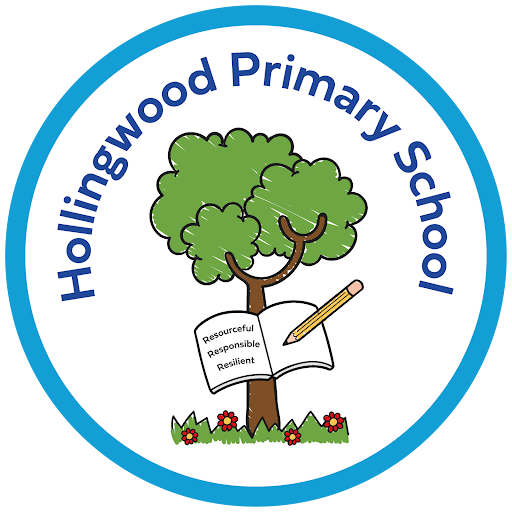 Hollingwood Primary School
Resourceful
Responsible
Resilient